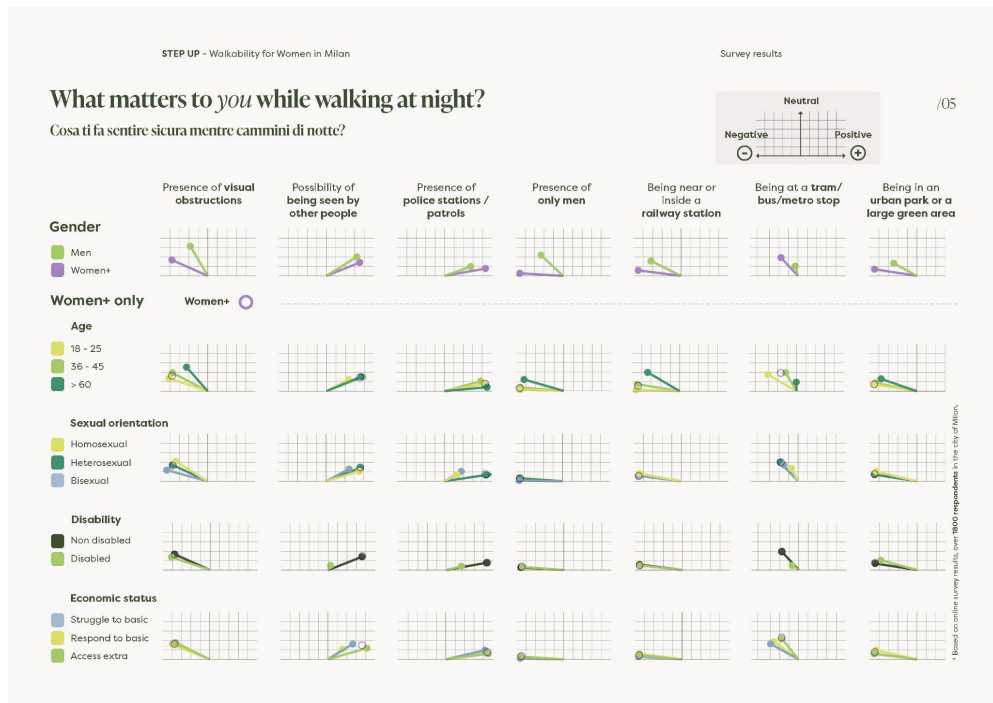 STEP UP - Walkability for Women in Milan
Survey results
What matters to you while walking at night?
Cosa ti fa sentire sicura mentre cammini di notte?
/05
Neutral
Negative
Positive
Presence of visual
obstructions
Possibility of
being seen by
other people
Presence of
police stations /
patrols
Presence of
only men
Being near or
inside a
railway station
Being at a tram/
bus/metro stop
Being in an
urban park or a
large green area
Gender
Men
Women+
Women+ only
Women+
Age
18 - 25
36 - 45
> 60
Sexual orientation
Homosexual
Heterosexual
Bisexual
Disability
Non disabled
Disabled
Economic status
Struggle to basic
Respond to basic
Access extra
* Based on online survey results, over 1800 respondents in the city of Milan.